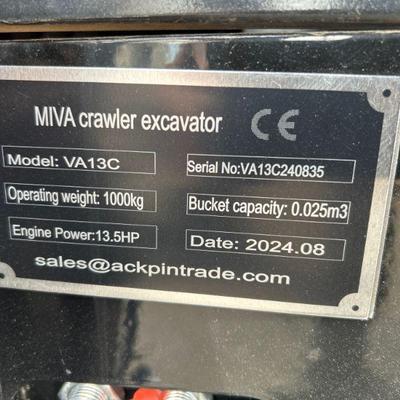 MIVA crawler excavator CE
Model: VA13C Serial No:VA13C240835
Operating weight: 1000kg Bucket capacity: 0.025m3
Engine Power:13.5HP Date: 2024.08
sales@ackpintrade.com